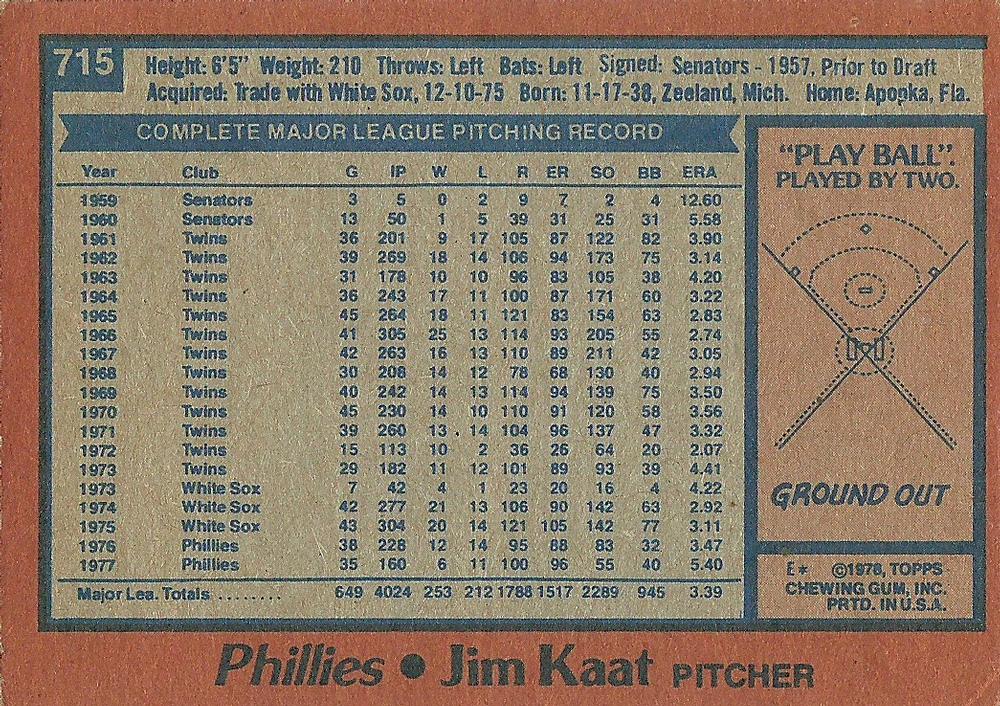 715
Height: 6'5" Weight: 210 Throws: Left Bats: Left Signed: Senators - 1957, Prior to Draft
Acquired: Trade with White Sox, 12-10-75 Born: 11-17-38, Zeeland, Mich. Home: Apopka, Fla.
COMPLETE MAJOR LEAGUE PITCHING RECORD
Year Club G IP W L R ER SO BB ERA
1959 Senators 3 5 0 2 9 7 2 4 12.60
1960 Senators 13 50 1 5 39 31 25 31 5.58
1961 Twins 36 201 9 17 105 87 122 82 3.90
1962 Twins 39 269 18 14 106 94 173 75 3.14
1963 Twins 31 178 10 10 96 83 105 38 4.20
1964 Twins 36 243 17 11 100 87 171 60 3.22
1965 Twins 45 264 18 11 121 83 154 63 2.83
1966 Twins 41 305 25 13 114 93 205 55 2.74
1967 Twins 42 263 16 13 110 89 211 42 3.05
1968 Twins 30 208 14 12 78 68 130 40 2.94
1969 Twins 40 242 14 13 114 94 139 75 3.50
1970 Twins 45 230 14 10 110 91 120 58 3.56
1971 Twins 39 260 13 14 104 96 137 47 3.32
1972 Twins 15 113 10 2 36 26 64 20 2.07
1973 Twins 29 182 11 12 101 89 93 39 4.41
1973 White Sox 7 42 4 1 23 20 16 4 4.22
1974 White Sox 42 277 21 13 106 90 142 63 2.92
1975 White Sox 43 304 20 14 121 105 142 77 3.11
1976 Phillies 38 228 12 14 95 88 83 32 3.47
1977 Phillies 35 160 6 11 100 96 55 40 5.40
Major Lea. Totals ........ 649 4024 253 212 1788 1517 2289 945 3.39
"PLAY BALL".
PLAYED BY TWO.
GROUND OUT
E* ©1978, TOPPS
CHEWING GUM, INC.
PRTD. IN U.S.A.
Phillies • Jim Kaat PITCHER